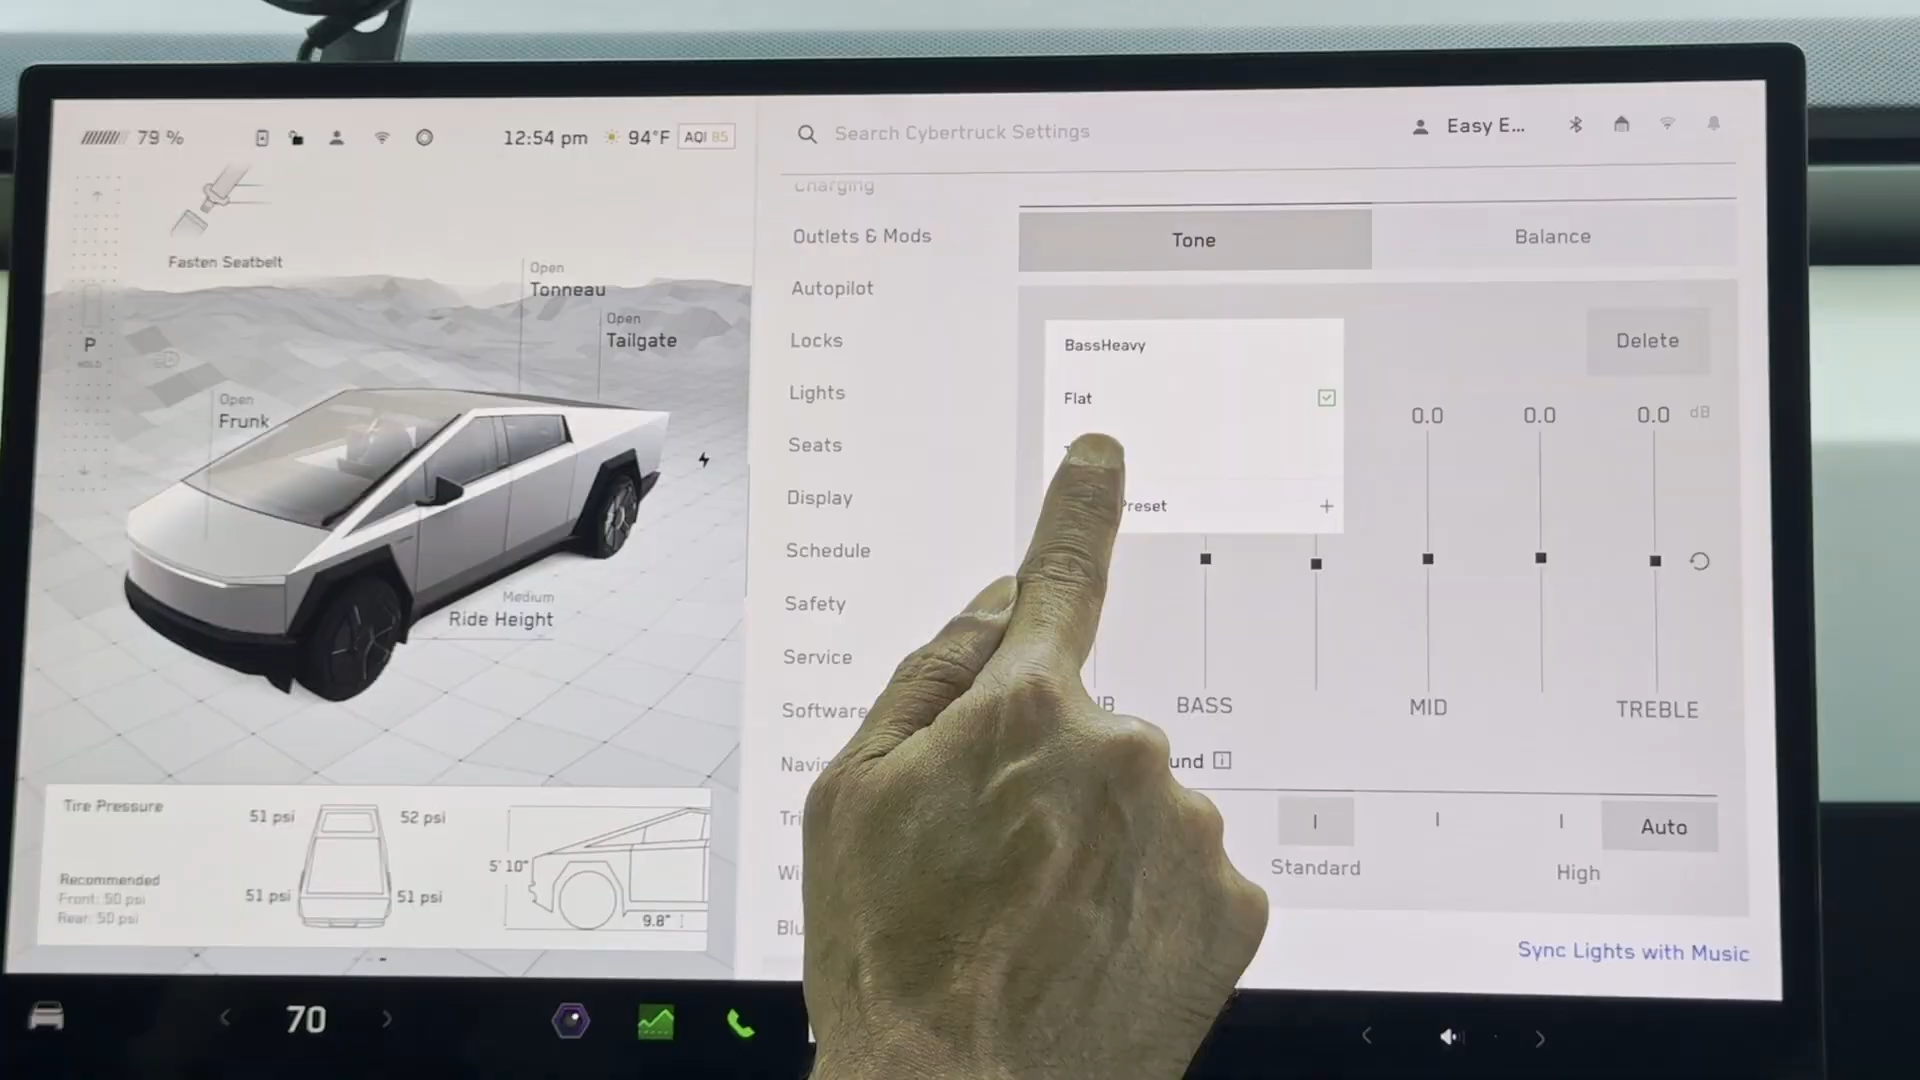 79 %
12:54 pm
94°F
AQI 85
Fasten Seatbelt
P
HOLD
Open
Tonneau
Open
Tailgate
Open
Frunk
Medium
Ride Height
Tire Pressure
51 psi
52 psi
51 psi
51 psi
Recommended
Front: 50 psi
Rear: 50 psi
5' 10"
9.8"
Search Cybertruck Settings
Easy E...
Charging
Outlets & Mods
Autopilot
Locks
Lights
Seats
Display
Schedule
Safety
Service
Software
Tone
Balance
BassHeavy
Flat
Preset
+
Delete
0.0
0.0
0.0
dB
BASS
MID
TREBLE
Standard
High
Auto
Sync Lights with Music
70